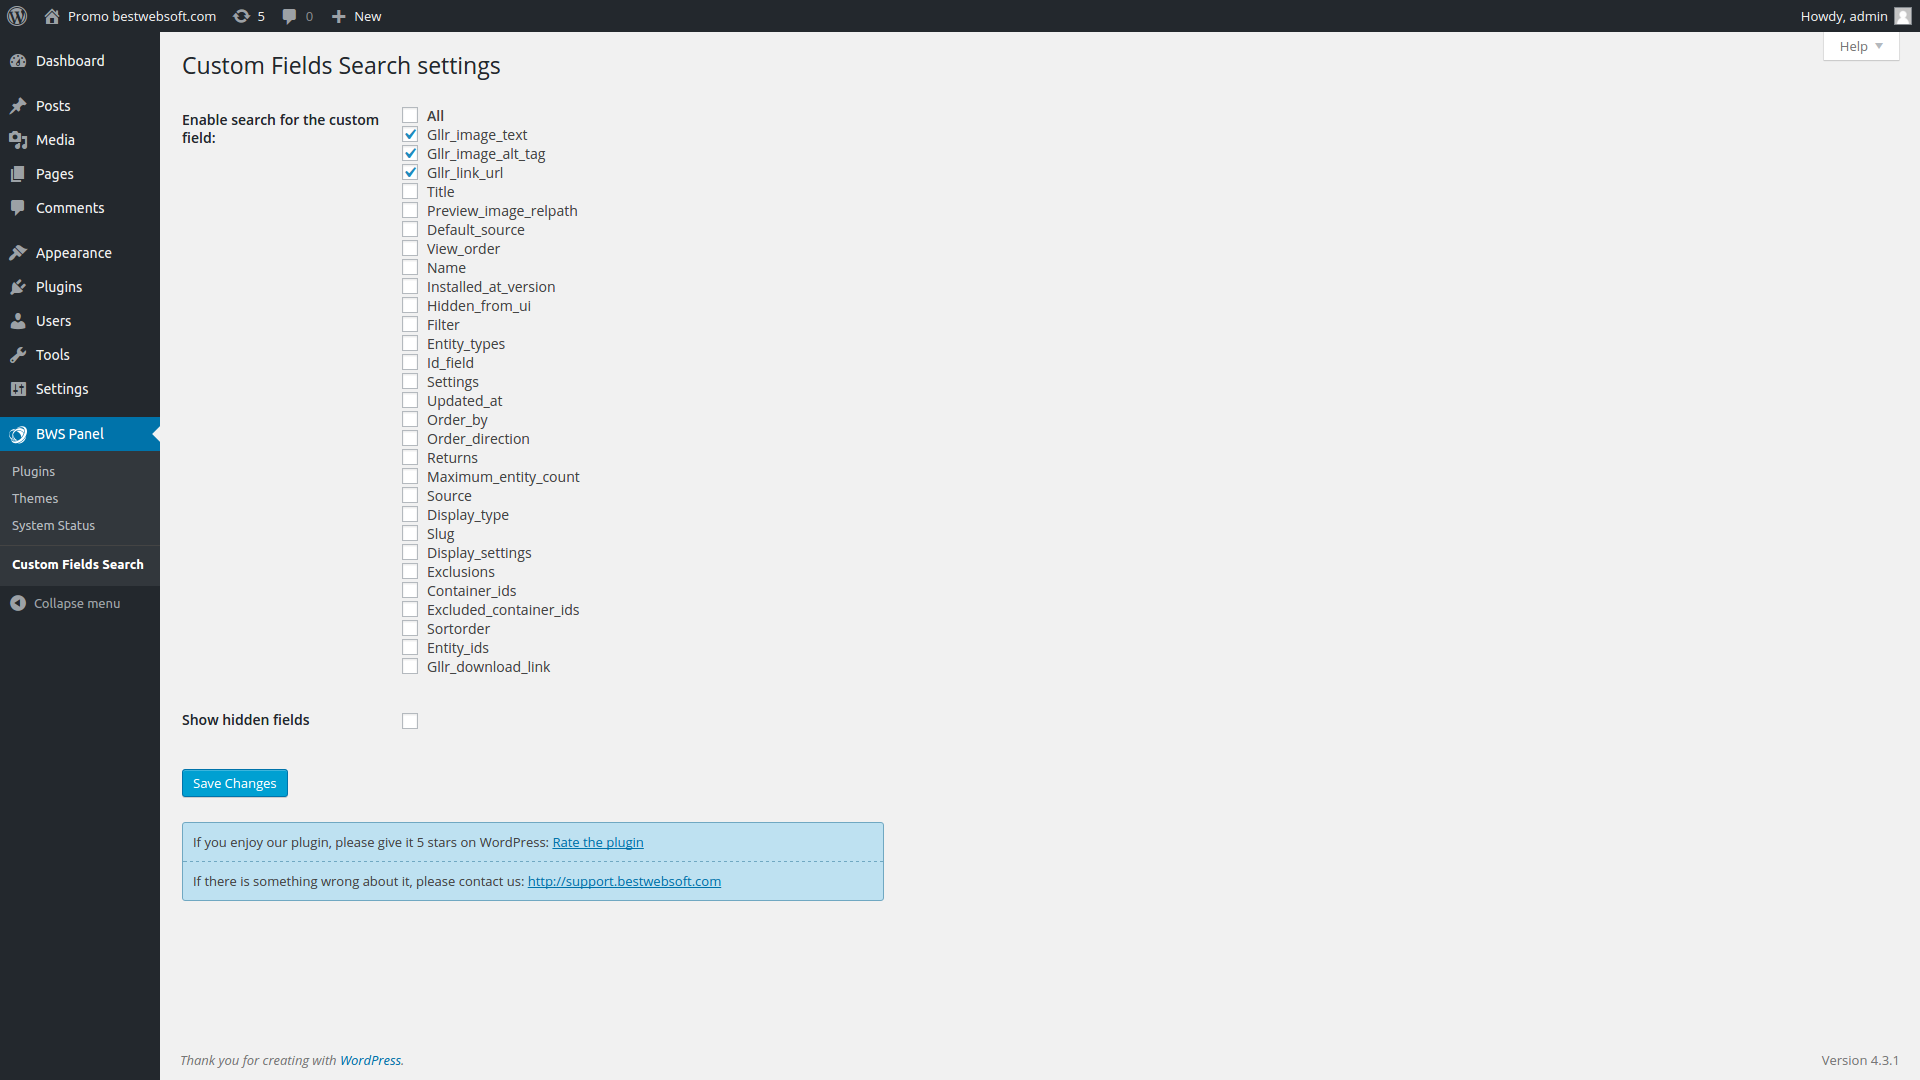 Promo bestwebsoft.com 5 0 New Howdy, admin
Help
Dashboard
Posts
Media
Pages
Comments
Appearance
Plugins
Users
Tools
Settings
BWS Panel
Plugins
Themes
System Status
Custom Fields Search
Collapse menu
Custom Fields Search settings
Enable search for the custom
field:
All
Gllr_image_text
Gllr_image_alt_tag
Gllr_link_url
Title
Preview_image_relpath
Default_source
View_order
Name
Installed_at_version
Hidden_from_ui
Filter
Entity_types
Id_field
Settings
Updated_at
Order_by
Order_direction
Returns
Maximum_entity_count
Source
Display_type
Slug
Display_settings
Exclusions
Container_ids
Excluded_container_ids
Sortorder
Entity_ids
Gllr_download_link
Show hidden fields
Save Changes
If you enjoy our plugin, please give it 5 stars on WordPress: Rate the plugin
If there is something wrong about it, please contact us: http://support.bestwebsoft.com
Thank you for creating with WordPress.
Version 4.3.1